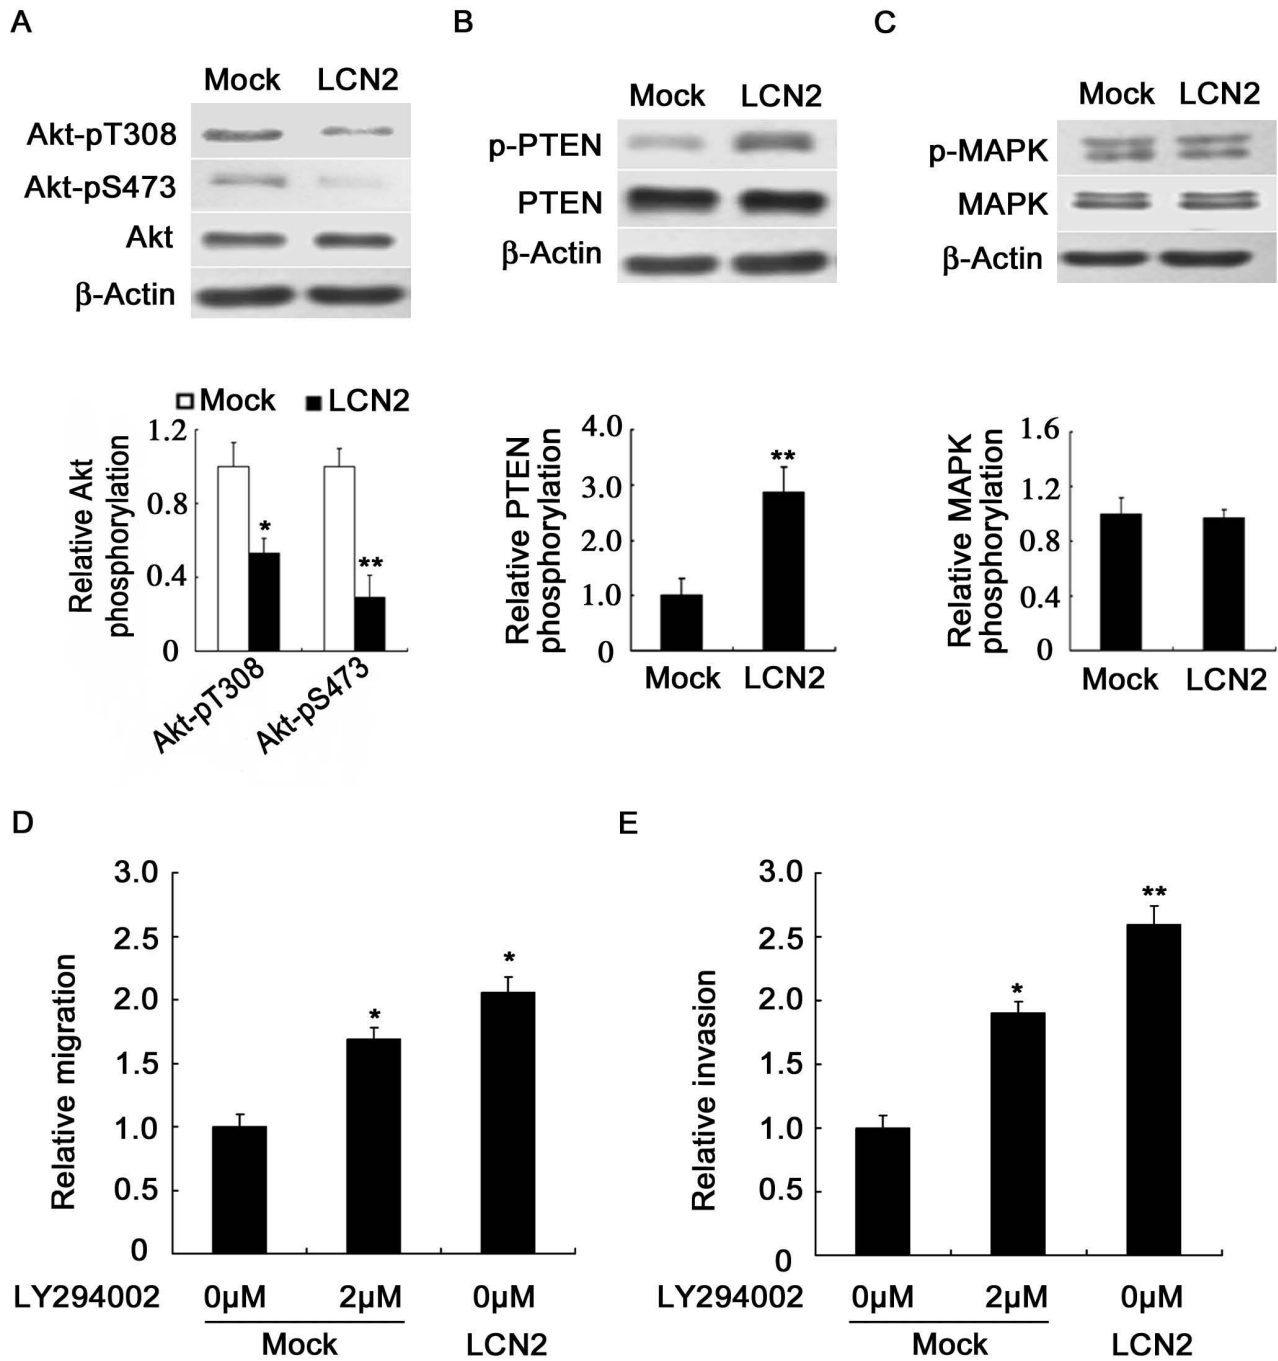 A
Mock LCN2
Akt-pT308
Akt-pS473
Akt
β-Actin
Mock LCN2
Relative Akt
phosphorylation
1.2
0.8
0.4
0
*
**
Akt-pT308
Akt-pS473
B
Mock LCN2
p-PTEN
PTEN
β-Actin
Relative PTEN
phosphorylation
4.0
3.0
2.0
1.0
0
**
Mock LCN2
C
Mock LCN2
p-MAPK
MAPK
β-Actin
Relative MAPK
phosphorylation
1.6
1.2
0.8
0.4
0
Mock LCN2
D
Relative migration
3.0
2.5
2.0
1.5
1.0
0.5
0
*
*
LY294002 0μM 2μM 0μM
Mock LCN2
E
Relative invasion
3.0
2.5
2.0
1.5
1.0
0.5
0
*
**
LY294002 0μM 2μM 0μM
Mock LCN2